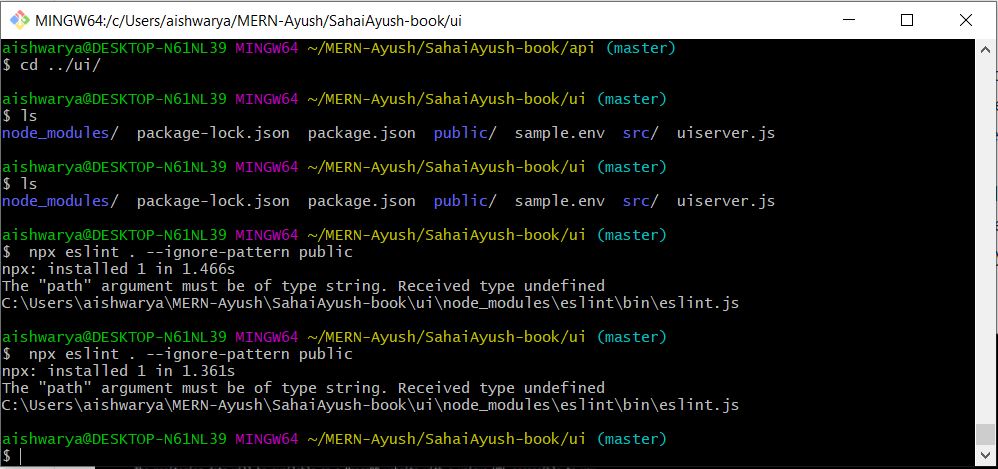 MINGW64:/c/Users/aishwarya/MERN-Ayush/SahaiAyush-book/ui
aishwarya@DESKTOP-N61NL39 MINGW64 ~/MERN-Ayush/SahaiAyush-book/api (master)
$ cd ../ui/
aishwarya@DESKTOP-N61NL39 MINGW64 ~/MERN-Ayush/SahaiAyush-book/ui (master)
$ ls
node_modules/  package-lock.json  package.json  public/  sample.env  src/  uiserver.js
aishwarya@DESKTOP-N61NL39 MINGW64 ~/MERN-Ayush/SahaiAyush-book/ui (master)
$ ls
node_modules/  package-lock.json  package.json  public/  sample.env  src/  uiserver.js
aishwarya@DESKTOP-N61NL39 MINGW64 ~/MERN-Ayush/SahaiAyush-book/ui (master)
$  npx eslint . --ignore-pattern public
npx: installed 1 in 1.466s
The "path" argument must be of type string. Received type undefined
C:\Users\aishwarya\MERN-Ayush\SahaiAyush-book\ui\node_modules\eslint\bin\eslint.js
aishwarya@DESKTOP-N61NL39 MINGW64 ~/MERN-Ayush/SahaiAyush-book/ui (master)
$  npx eslint . --ignore-pattern public
npx: installed 1 in 1.361s
The "path" argument must be of type string. Received type undefined
C:\Users\aishwarya\MERN-Ayush\SahaiAyush-book\ui\node_modules\eslint\bin\eslint.js
aishwarya@DESKTOP-N61NL39 MINGW64 ~/MERN-Ayush/SahaiAyush-book/ui (master)
$